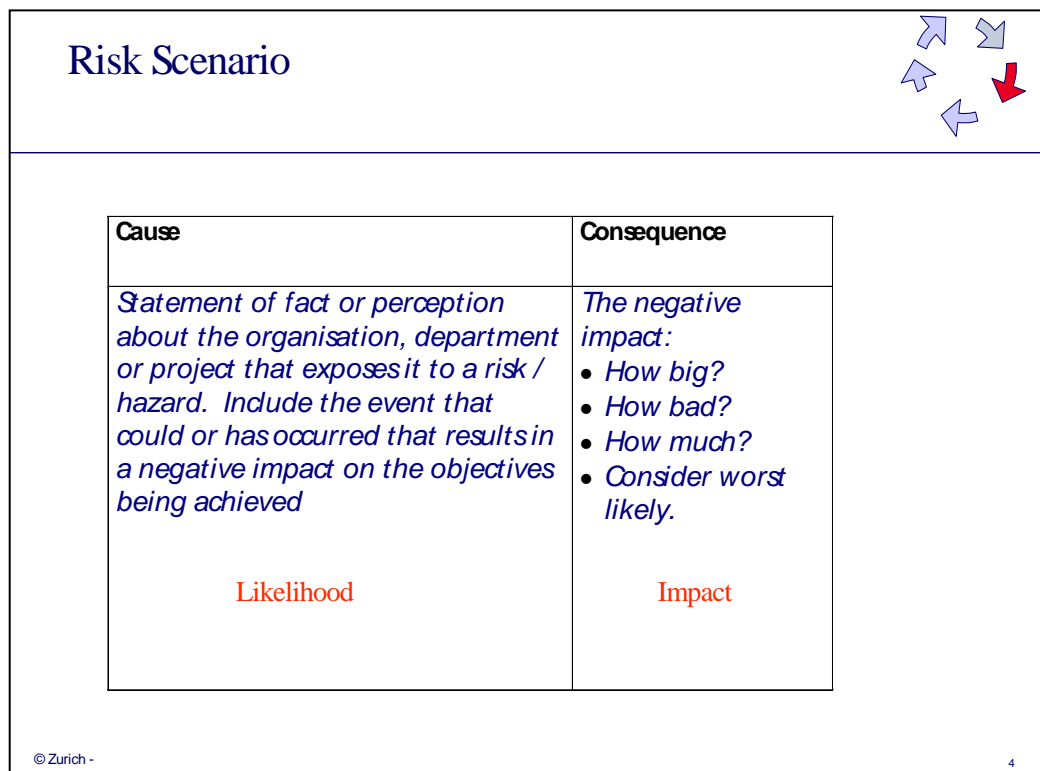 Risk Scenario
Cause
Consequence
Statement of fact or perception
about the organisation, department
or project that exposes it to a risk /
hazard. Include the event that
could or has occurred that results in
a negative impact on the objectives
being achieved
Likelihood
The negative
impact:
• How big?
• How bad?
• How much?
• Consider worst
likely.
Impact
© Zurich -
4